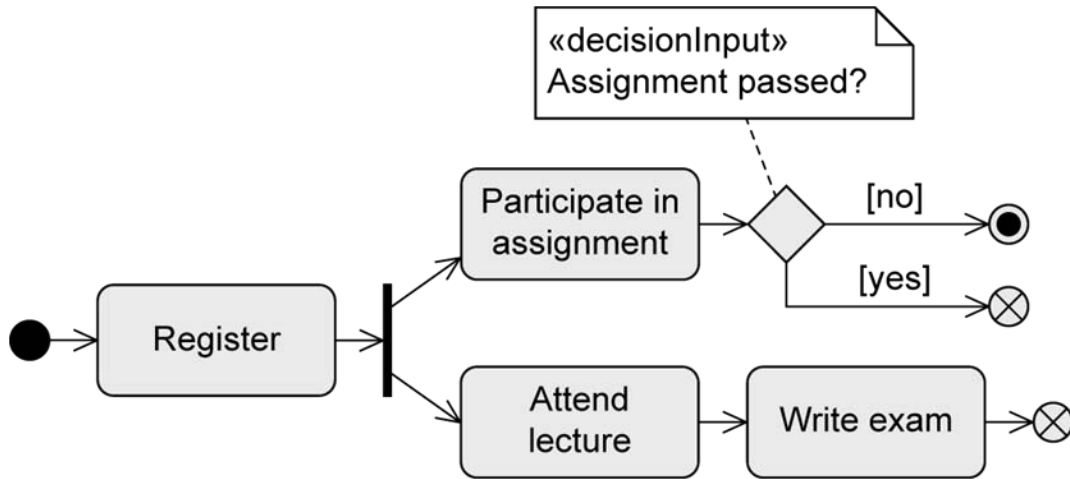 «decisionInput»
Assignment passed?
Participate in
assignment
[no]
[yes]
Register
Attend
lecture
Write exam